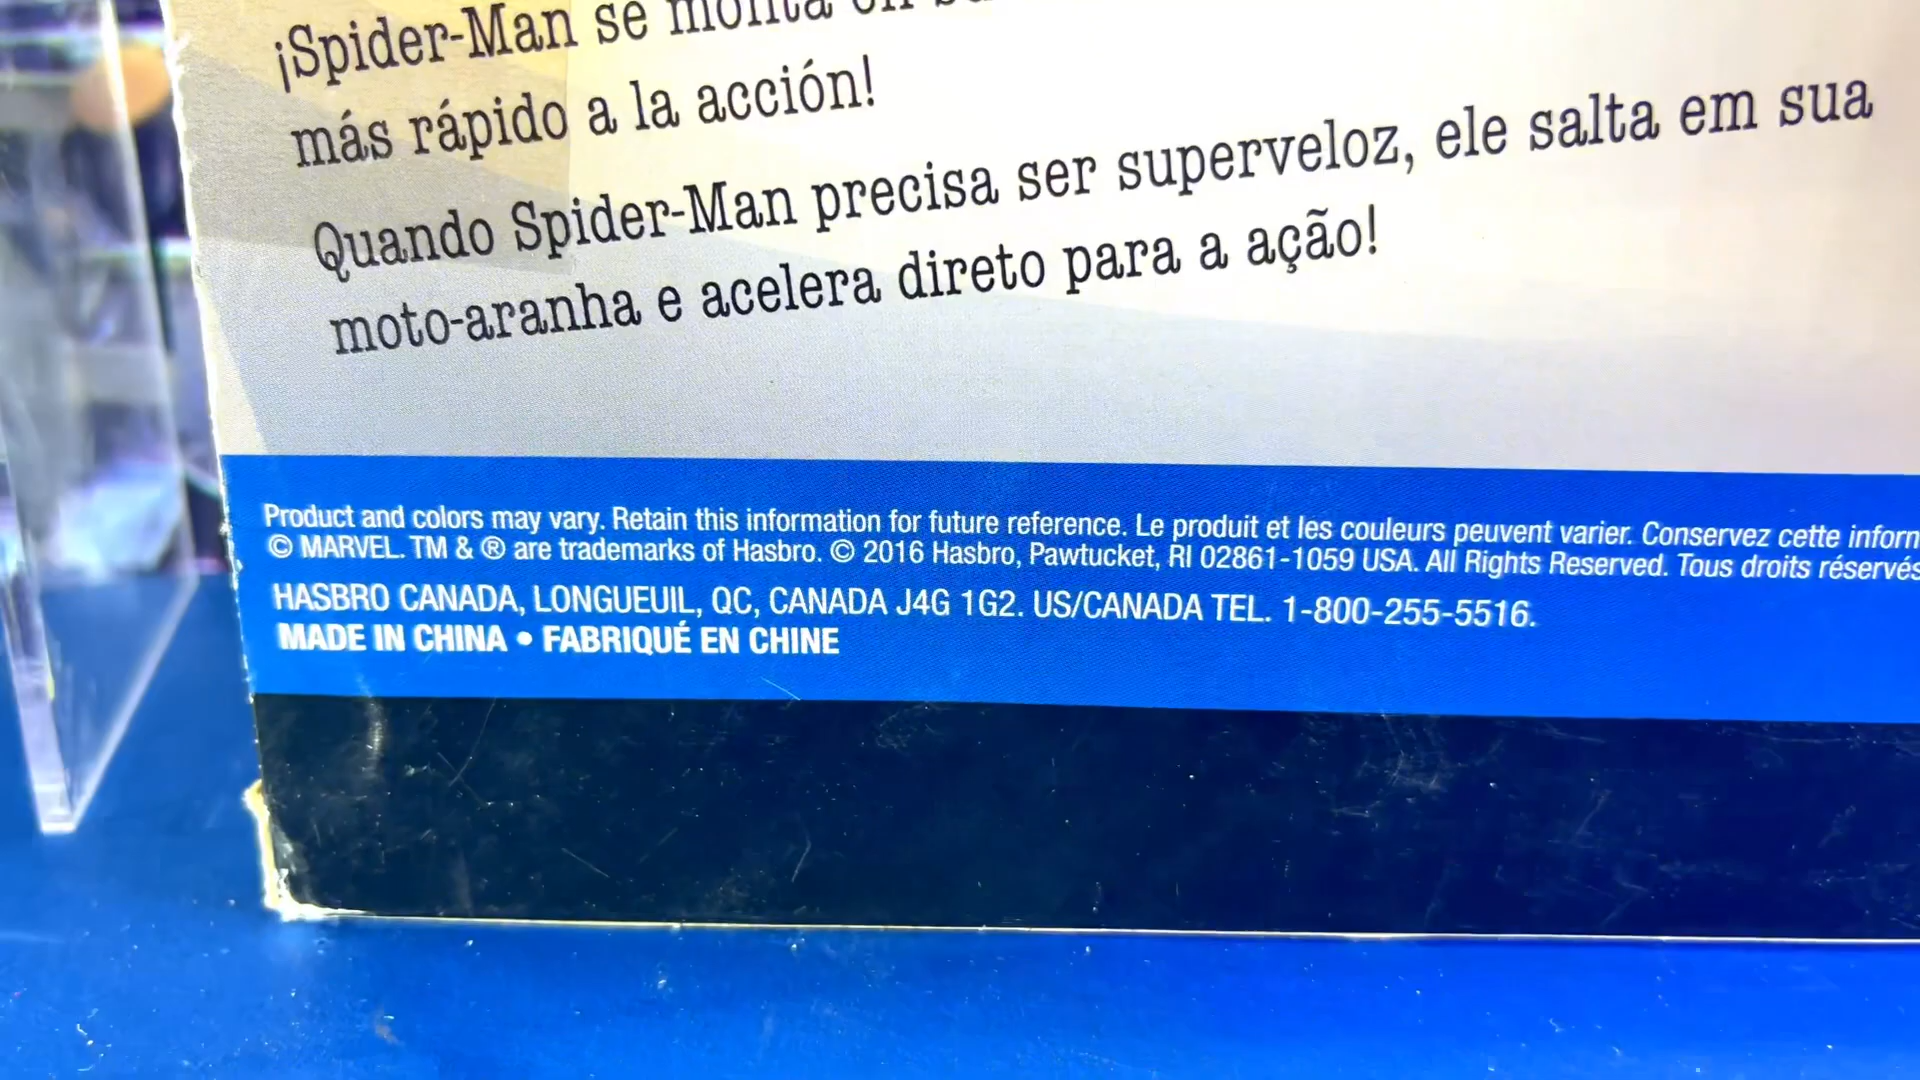 ¡Spider-Man se monta en
más rápido a la acción!
Quando Spider-Man precisa ser superveloz, ele salta em sua
moto-aranha e acelera direto para a ação!
Product and colors may vary. Retain this information for future reference. Le produit et les couleurs peuvent varier. Conservez cette
© MARVEL. TM & ® are trademarks of Hasbro. © 2016 Hasbro, Pawtucket, RI 02861-1059 USA. All Rights Reserved. Tous droits réservés
HASBRO CANADA, LONGUEUIL, QC, CANADA J4G 1G2. US/CANADA TEL. 1-800-255-5516.
MADE IN CHINA • FABRIQUÉ EN CHINE